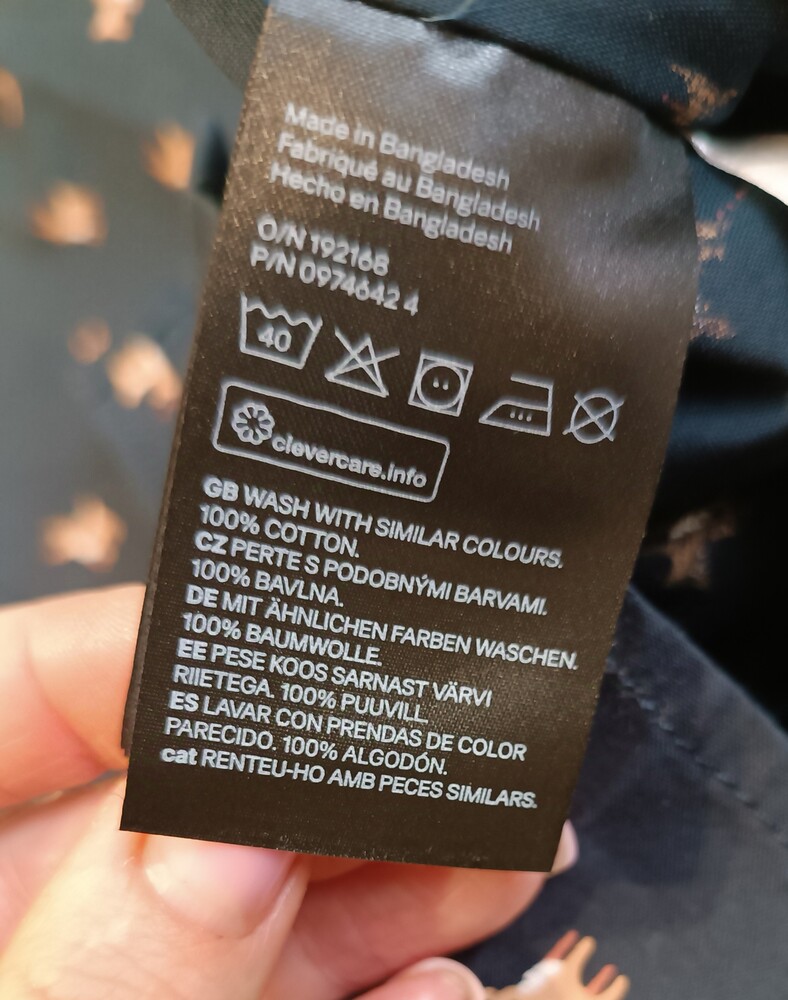 Made in Bangladesh
Fabriqué au Bangladesh
Hecho en Bangladesh
O/N 192168
P/N 0974642 4
40
clevercare.info
GB WASH WITH SIMILAR COLOURS.
100% COTTON.
CZ PERTE S PODOBNÝMI BARVAMI.
100% BAVLNA.
DE MIT ÄHNLICHEN FARBEN WASCHEN.
100% BAUMWOLLE.
EE PESE KOOS SARNAST VÄRVI
RIIETEGA. 100% PUUVILL.
ES LAVAR CON PRENDAS DE COLOR
PARECIDO. 100% ALGODÓN.
cat RENTEU-HO AMB PECES SIMILARS.